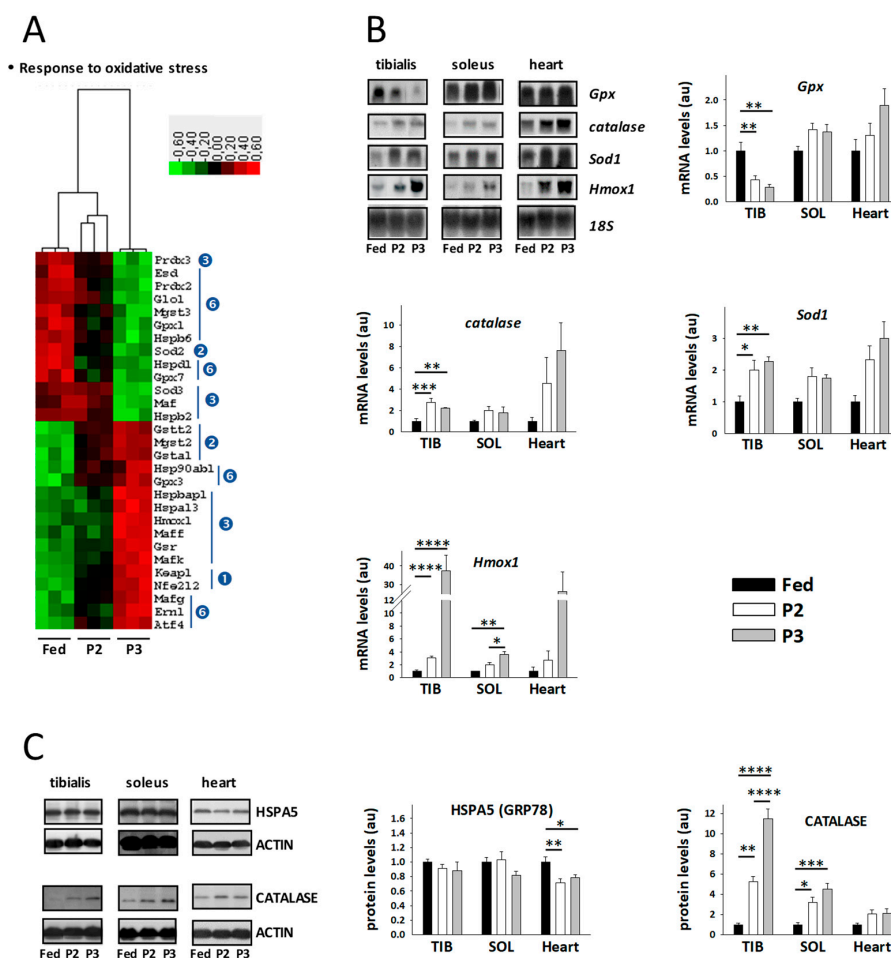 A
• Response to oxidative stress
-0,60
-0,40
-0,20
0,00
0,20
0,40
0,60
Prdx3 3
Esd
Prdx2
Glo1
Mgst3 6
Gpx1
Hspb6
Sod2 2
Hspd1 6
Gpx7
Sod3
Maf 3
Hspb2
Gstt2
Mgst2 2
Gsta1
Hsp90ab1 6
Gpx3
Hspbap1
Hspa13
Hmox1 3
Maff
Gsr
Mafk
Keap1 1
Nfe2l2
Mafg
Ern1 6
Atf4
Fed P2 P3
B
tibialis soleus heart
Gpx
catalase
Sod1
Hmox1
18S
Fed P2 P3 Fed P2 P3 Fed P2 P3
Gpx
mRNA levels (au)
2.0
1.5
1.0
0.5
0.0
** **
TIB SOL Heart
catalase
mRNA levels (au)
10
8
6
4
2
0
** ***
TIB SOL Heart
Sod1
mRNA levels (au)
3
2
1
0
** *
TIB SOL Heart
Hmox1
mRNA levels (au)
40
30
20
12
10
8
6
4
2
0
**** **** ** *
TIB SOL Heart
Fed
P2
P3
C
tibialis soleus heart
HSPA5
ACTIN
CATALASE
ACTIN
Fed P2 P3 Fed P2 P3 Fed P2 P3
HSPA5 (GRP78)
protein levels (au)
1.6
1.4
1.2
1.0
0.8
0.6
0.4
0.2
0.0
* **
TIB SOL Heart
CATALASE
protein levels (au)
12
10
8
6
4
2
0
**** **** ** *** *
TIB SOL Heart